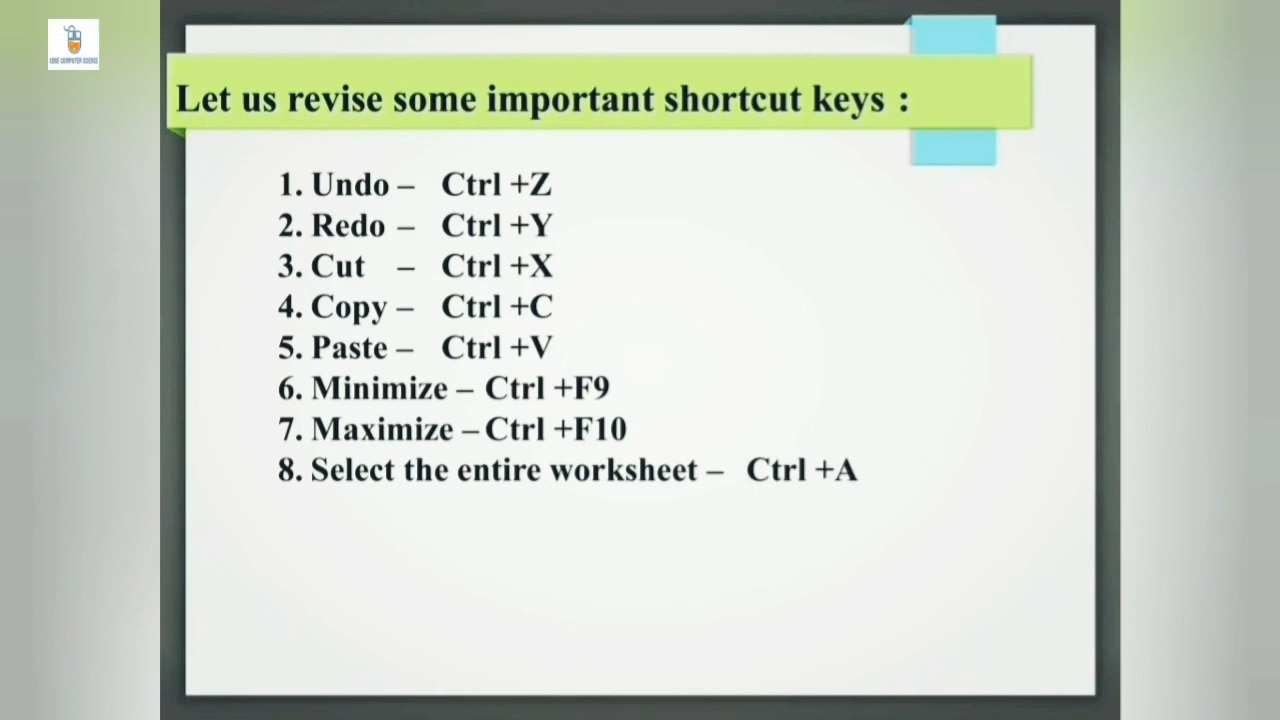 Let us revise some important shortcut keys :
1. Undo – Ctrl +Z
2. Redo – Ctrl +Y
3. Cut – Ctrl +X
4. Copy – Ctrl +C
5. Paste – Ctrl +V
6. Minimize – Ctrl +F9
7. Maximize – Ctrl +F10
8. Select the entire worksheet – Ctrl +A